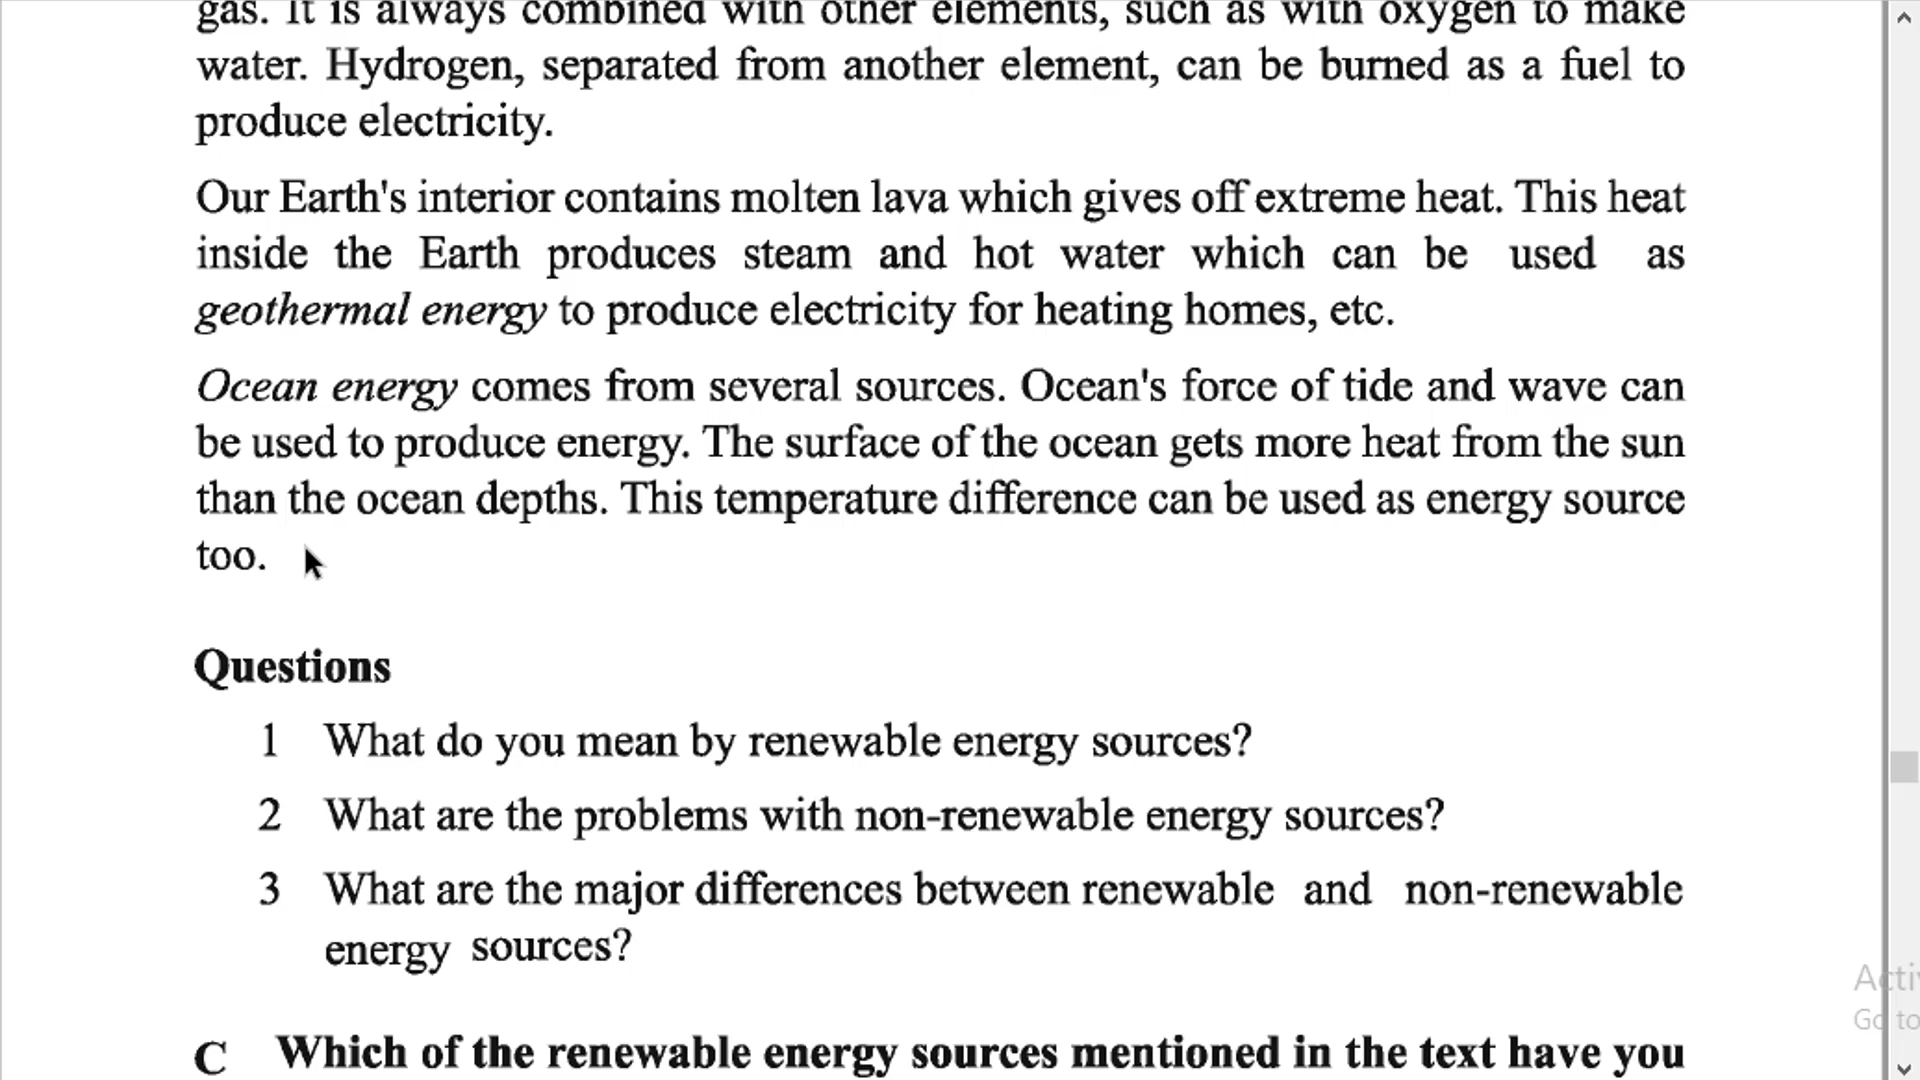 gas. It is always combined with other elements, such as with oxygen to make
water. Hydrogen, separated from another element, can be burned as a fuel to
produce electricity.
Our Earth's interior contains molten lava which gives off extreme heat. This heat
inside the Earth produces steam and hot water which can be used as
geothermal energy to produce electricity for heating homes, etc.
Ocean energy comes from several sources. Ocean's force of tide and wave can
be used to produce energy. The surface of the ocean gets more heat from the sun
than the ocean depths. This temperature difference can be used as energy source
too.
Questions
1 What do you mean by renewable energy sources?
2 What are the problems with non-renewable energy sources?
3 What are the major differences between renewable and non-renewable
energy sources?
C Which of the renewable energy sources mentioned in the text have you
Go to